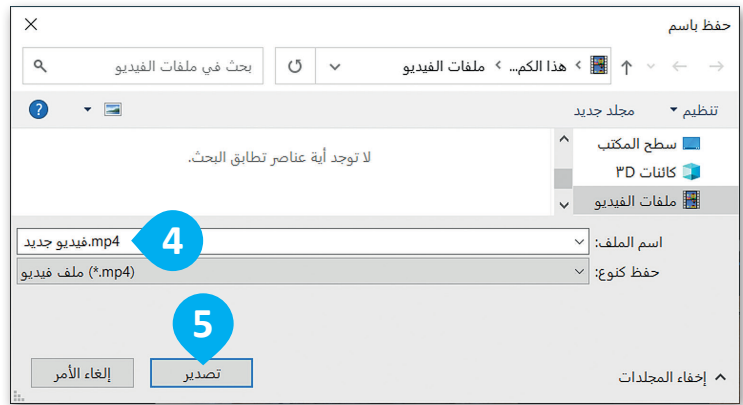 حفظ باسم
هذا الكم... ملفات الفيديو
بحث في ملفات الفيديو
تنظيم
مجلد جديد
سطح المكتب
كائنات ٣D
ملفات الفيديو
لا توجد أية عناصر تطابق البحث.
اسم الملف:
فيديو جديد.mp4
4
حفظ كنوع:
ملف فيديو (*.mp4)
5
إخفاء المجلدات
تصدير
إلغاء الأمر